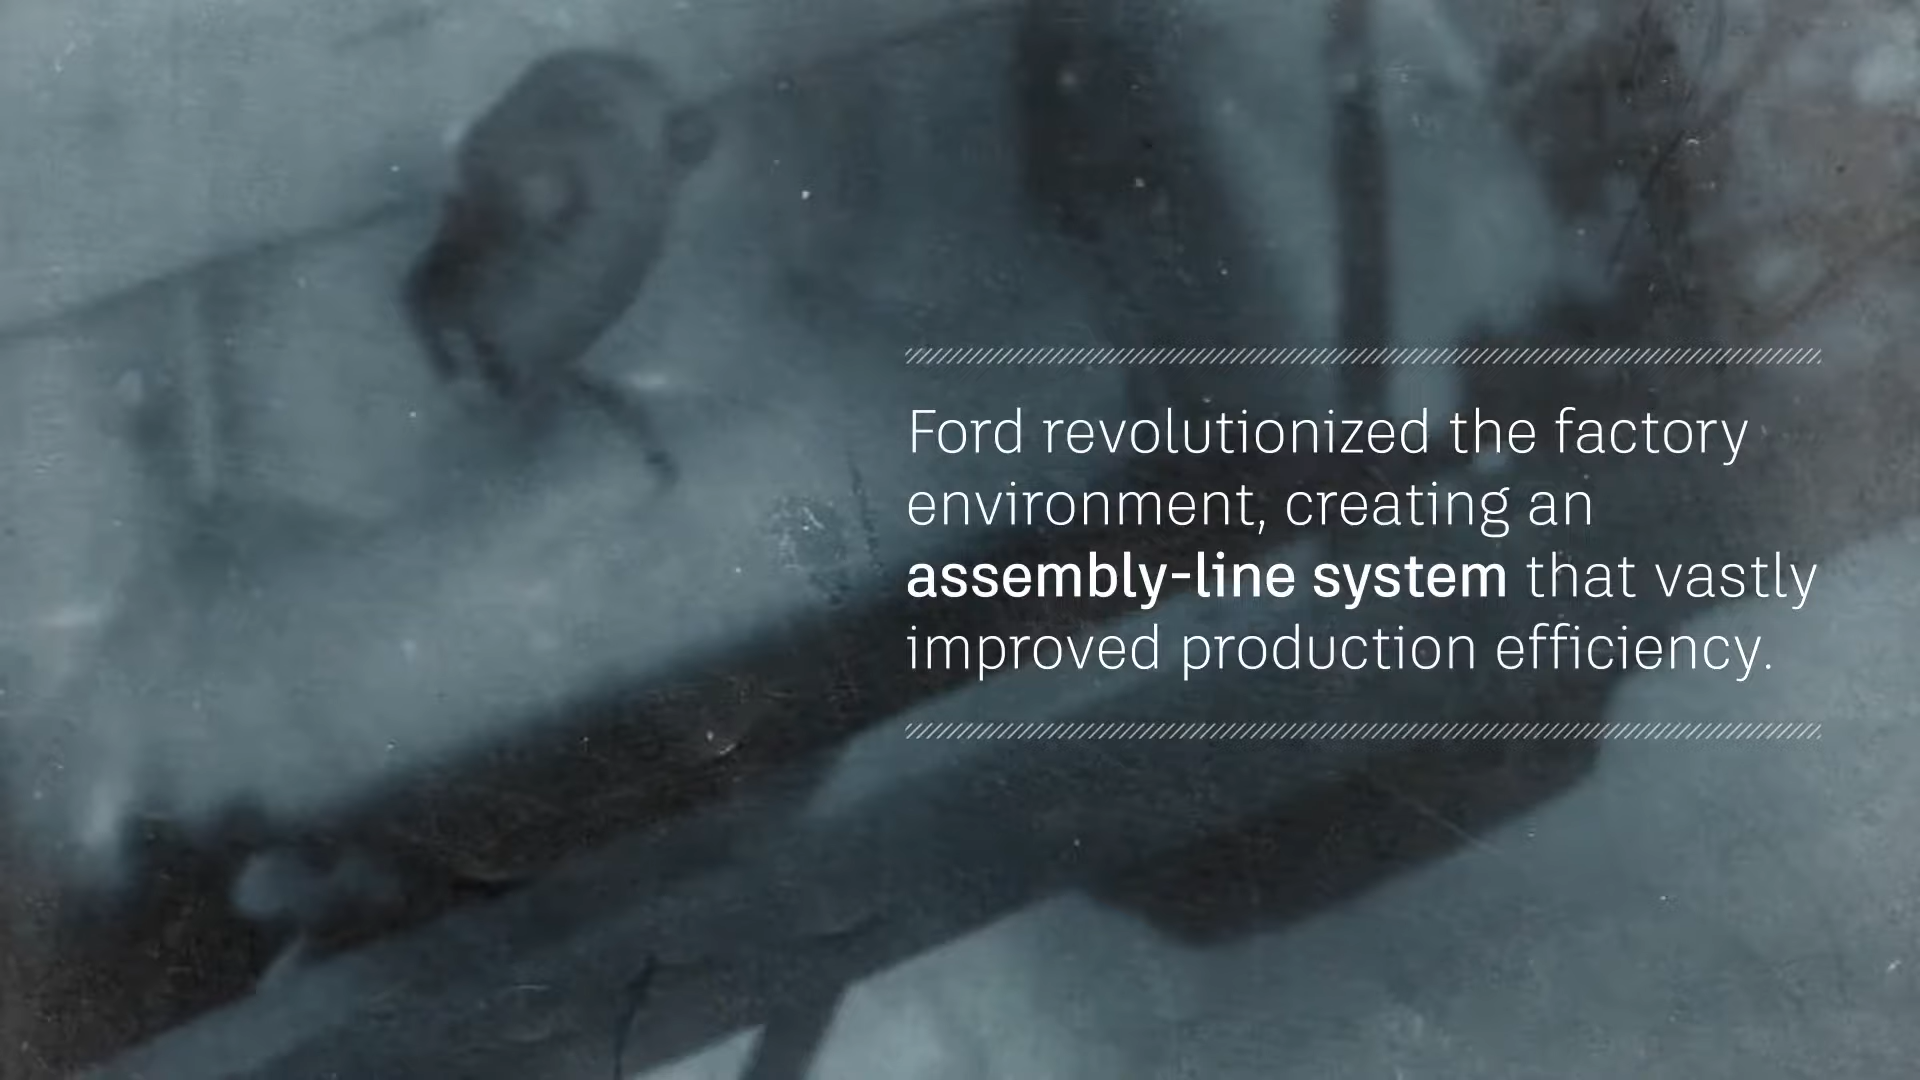 Ford revolutionized the factory
environment, creating an
assembly-line system that vastly
improved production efficiency.